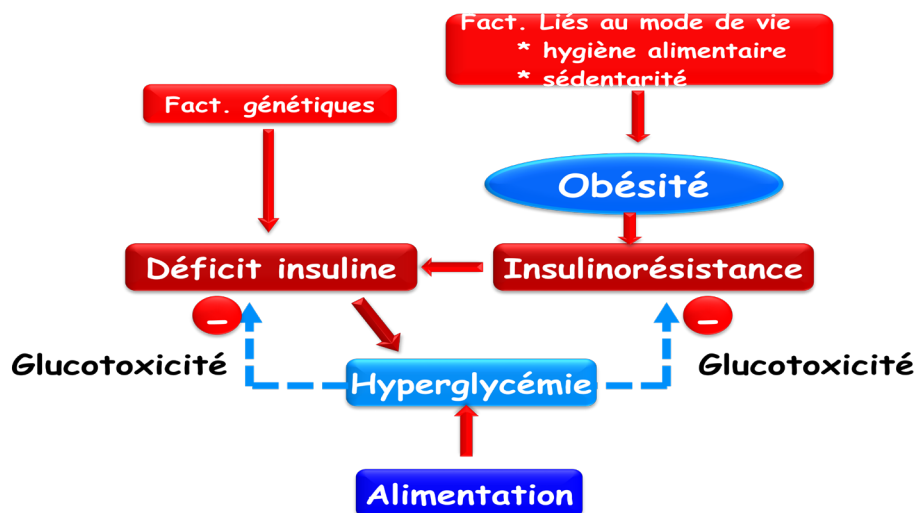 Fact. Liés au mode de vie
* hygiène alimentaire
* sédentarité
Fact. génétiques
Obésité
Déficit insuline
Insulinorésistance
–
–
Glucotoxicité
Glucotoxicité
Hyperglycémie
Alimentation